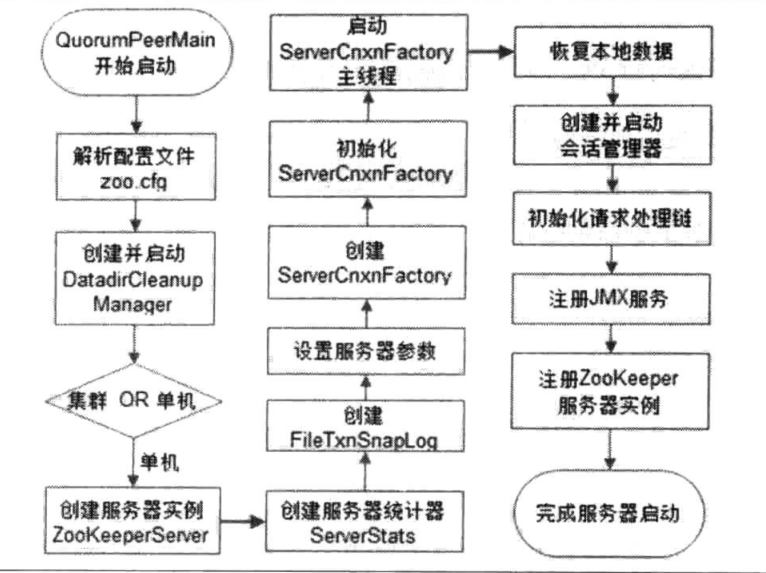 QuorumPeerMain
开始启动
解析配置文件
zoo.cfg
创建并启动
DatadirCleanup
Manager
集群 OR 单机
单机
创建服务器实例
ZooKeeperServer
创建服务器统计器
ServerStats
创建
FileTxnSnapLog
设置服务器参数
创建
ServerCnxnFactory
初始化
ServerCnxnFactory
启动
ServerCnxnFactory
主线程
恢复本地数据
创建并启动
会话管理器
初始化请求处理链
注册JMX服务
注册ZooKeeper
服务器实例
完成服务器启动